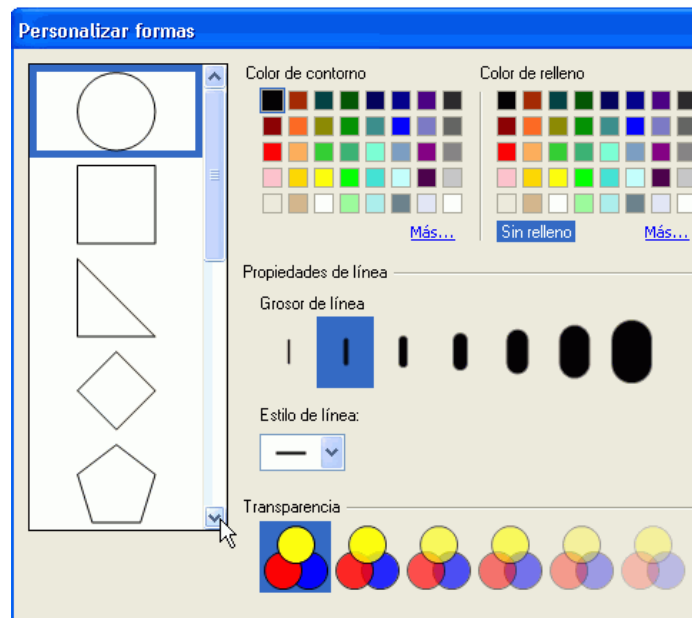 Personalizar formas
Color de contorno
Color de relleno
Más...
Sin relleno
Más...
Propiedades de línea
Grosor de línea
Estilo de línea:
Transparencia